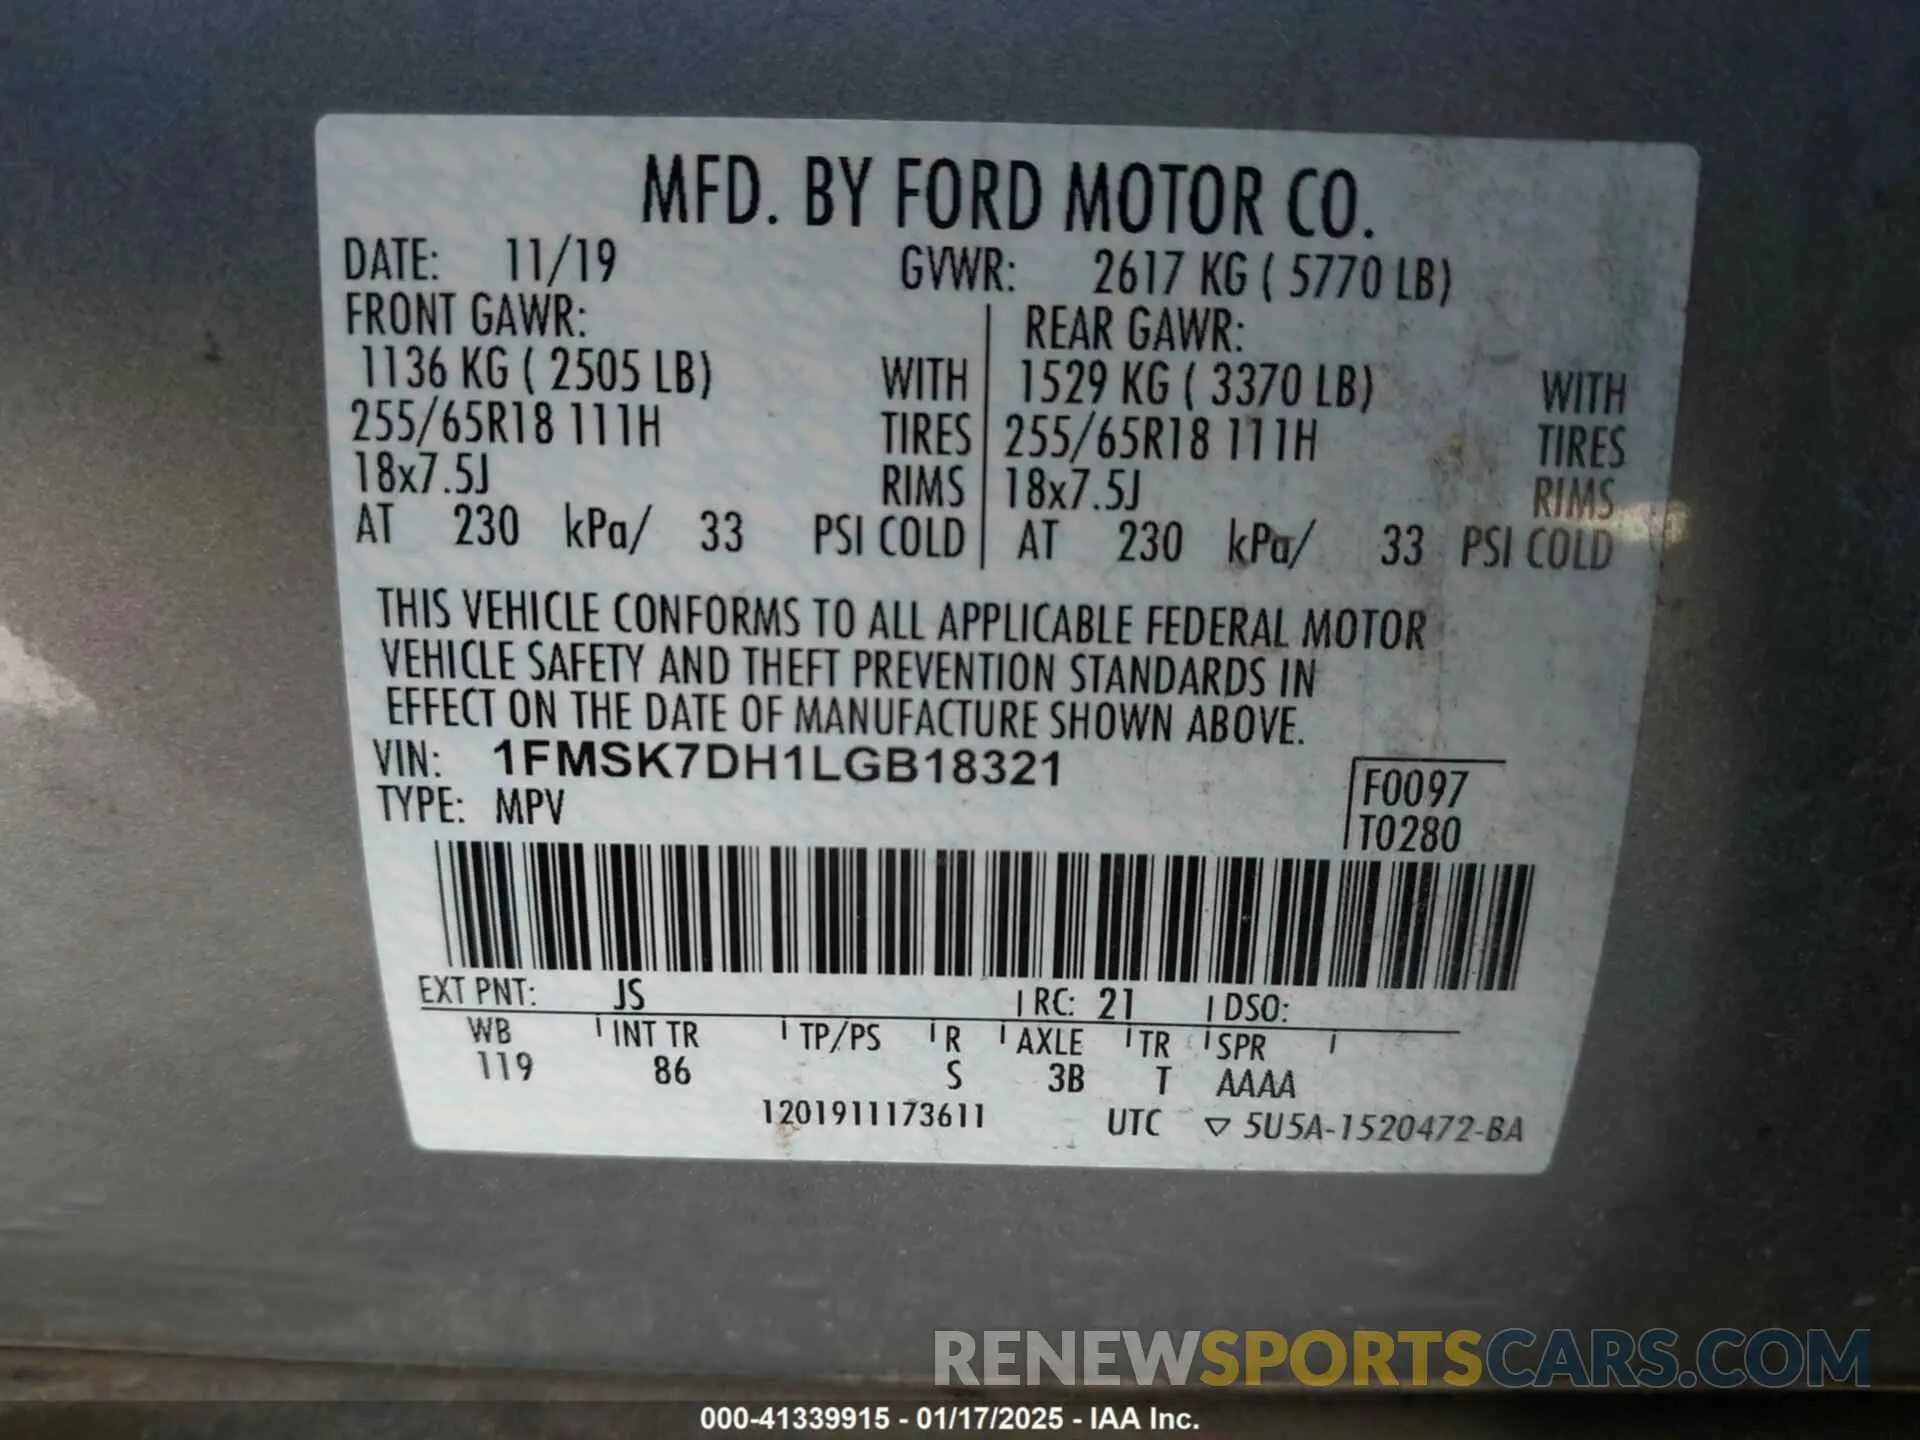 MFD. BY FORD MOTOR CO.
DATE: 11/19 GVWR: 2617 KG ( 5770 LB)
FRONT GAWR: REAR GAWR:
1136 KG ( 2505 LB) WITH 1529 KG ( 3370 LB) WITH
255/65R18 111H TIRES 255/65R18 111H TIRES
18x7.5J RIMS 18x7.5J RIMS
AT 230 kPa/ 33 PSI COLD AT 230 kPa/ 33 PSI COLD
THIS VEHICLE CONFORMS TO ALL APPLICABLE FEDERAL MOTOR
VEHICLE SAFETY AND THEFT PREVENTION STANDARDS IN
EFFECT ON THE DATE OF MANUFACTURE SHOWN ABOVE.
VIN: 1FMSK7DH1LGB18321
TYPE: MPV
F0097
T0280
EXT PNT: JS RC: 21 DSO:
WB INT TR TP/PS R AXLE TR SPR
119 86 S 3B T AAAA
1201911173611 UTC ▽ 5U5A-1520472-BA
RENEWSPORTSCARS.COM
000-41339915 - 01/17/2025 - IAA Inc.